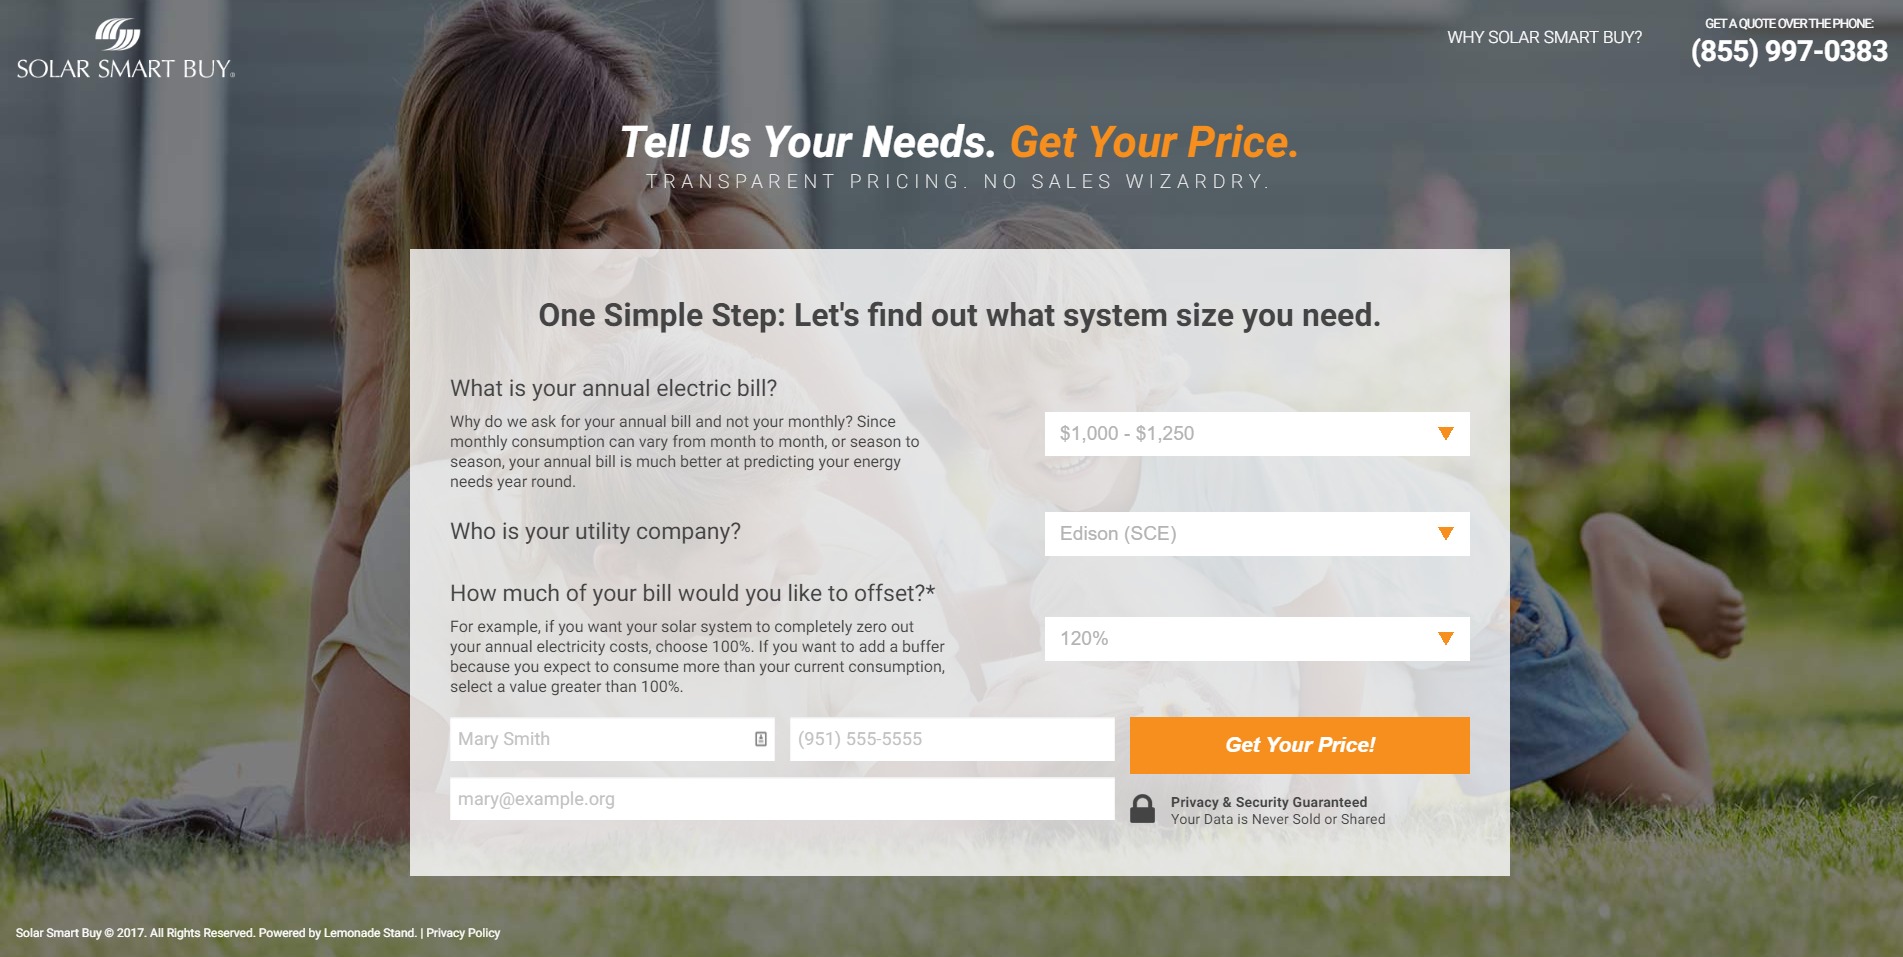 SOLAR SMART BUY®
WHY SOLAR SMART BUY?
GET A QUOTE OVER THE PHONE:
(855) 997-0383
Tell Us Your Needs. Get Your Price.
TRANSPARENT PRICING. NO SALES WIZARDRY.
One Simple Step: Let's find out what system size you need.
What is your annual electric bill?
Why do we ask for your annual bill and not your monthly? Since
monthly consumption can vary from month to month, or season to
season, your annual bill is much better at predicting your energy
needs year round.
$1,000 - $1,250
Who is your utility company?
Edison (SCE)
How much of your bill would you like to offset?*
For example, if you want your solar system to completely zero out
your annual electricity costs, choose 100%. If you want to add a buffer
because you expect to consume more than your current consumption,
select a value greater than 100%.
120%
Mary Smith
(951) 555-5555
Get Your Price!
mary@example.org
Privacy & Security Guaranteed
Your Data is Never Sold or Shared
Solar Smart Buy © 2017. All Rights Reserved. Powered by Lemonade Stand. | Privacy Policy